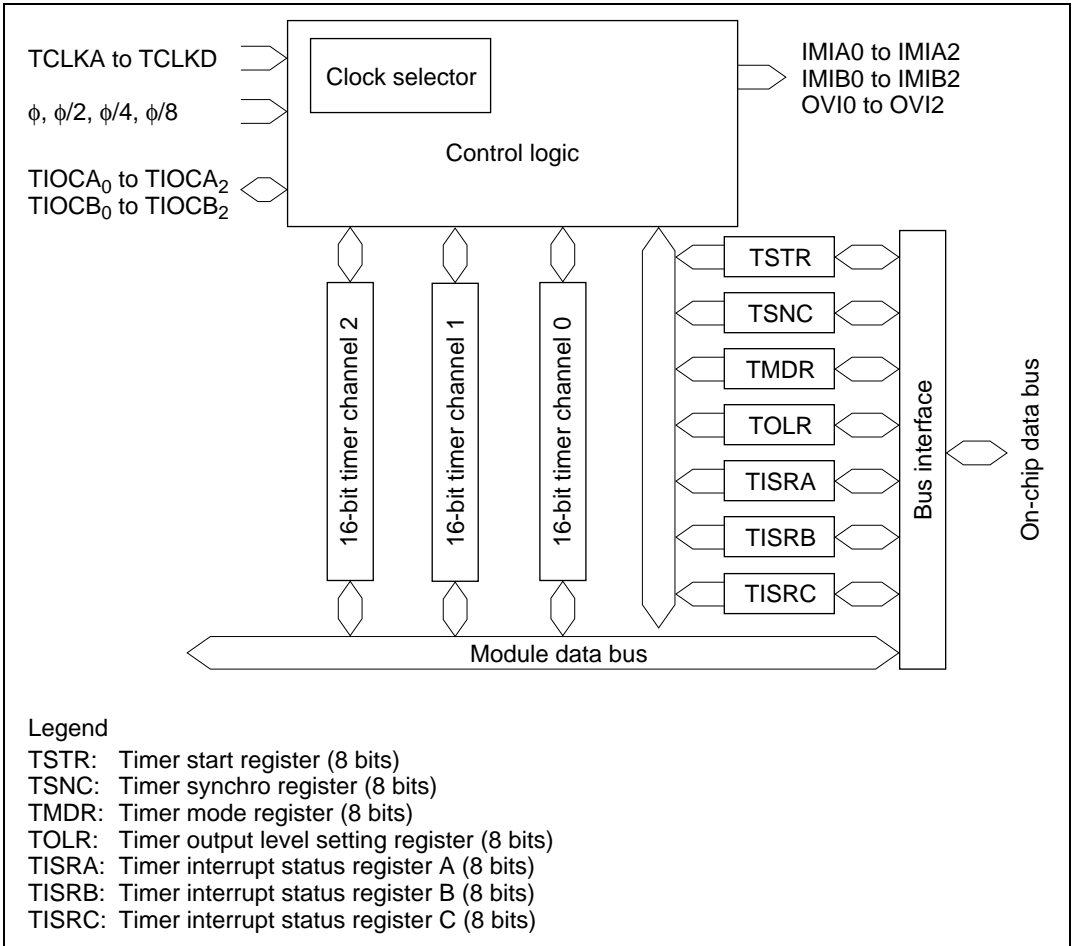 TCLKA to TCLKD
ϕ, ϕ/2, ϕ/4, ϕ/8
TIOCA0 to TIOCA2
TIOCB0 to TIOCB2
Clock selector
Control logic
IMIA0 to IMIA2
IMIB0 to IMIB2
OVI0 to OVI2
16-bit timer channel 2
16-bit timer channel 1
16-bit timer channel 0
TSTR
TSNC
TMDR
TOLR
TISRA
TISRB
TISRC
Bus interface
On-chip data bus
Module data bus
Legend
TSTR: Timer start register (8 bits)
TSNC: Timer synchro register (8 bits)
TMDR: Timer mode register (8 bits)
TOLR: Timer output level setting register (8 bits)
TISRA: Timer interrupt status register A (8 bits)
TISRB: Timer interrupt status register B (8 bits)
TISRC: Timer interrupt status register C (8 bits)